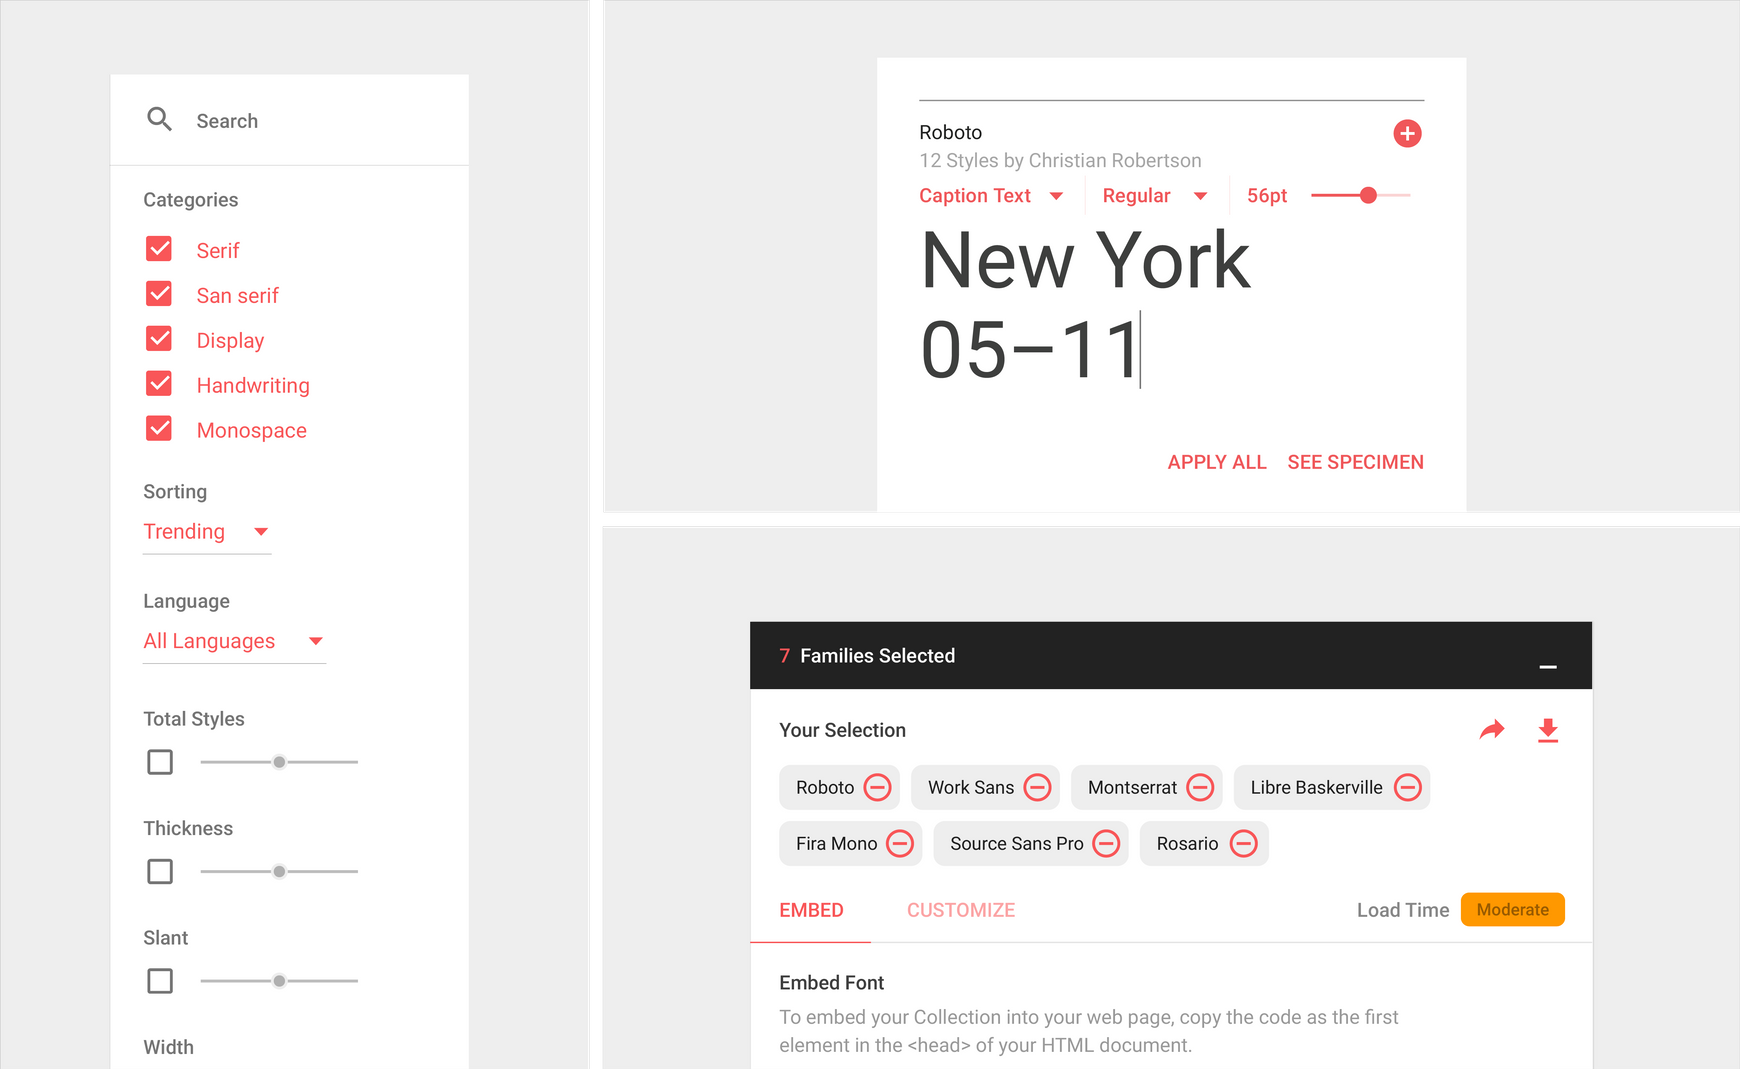 Search
Categories
Serif
San serif
Display
Handwriting
Monospace
Sorting
Trending
Language
All Languages
Total Styles
Thickness
Slant
Width
Roboto
12 Styles by Christian Robertson
Caption Text Regular 56pt
New York
05–11
APPLY ALL SEE SPECIMEN
7 Families Selected
Your Selection
Roboto Work Sans Montserrat Libre Baskerville
Fira Mono Source Sans Pro Rosario
EMBED CUSTOMIZE Load Time Moderate
Embed Font
To embed your Collection into your web page, copy the code as the first
element in the <head> of your HTML document.